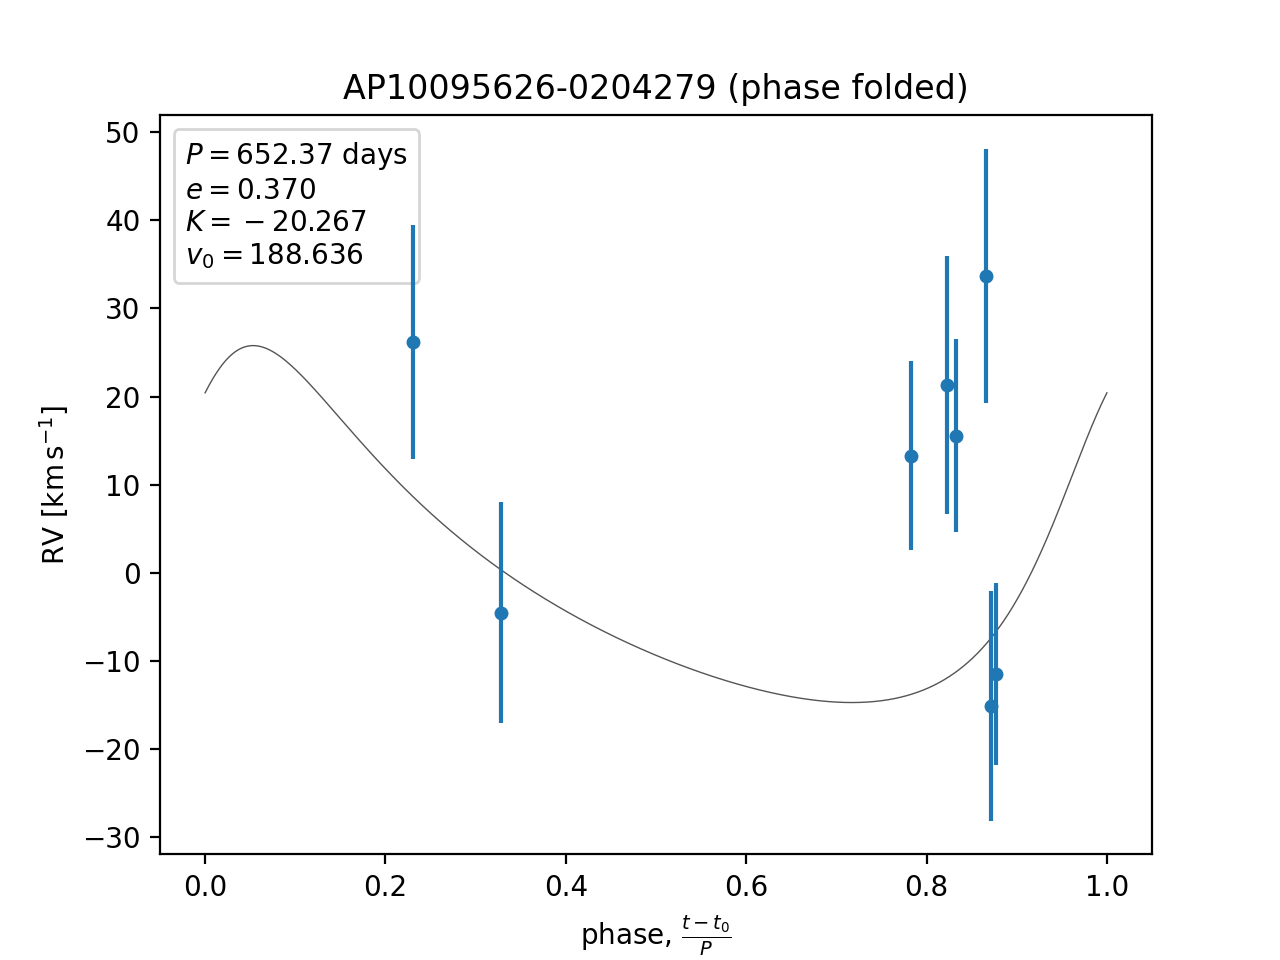 AP10095626-0204279 (phase folded)
P = 652.37 days
e = 0.370
K = −20.267
v₀ = 188.636
50
40
30
20
10
0
−10
−20
−30
RV [km s⁻¹]
0.0 0.2 0.4 0.6 0.8 1.0
phase, (t − t₀)/P